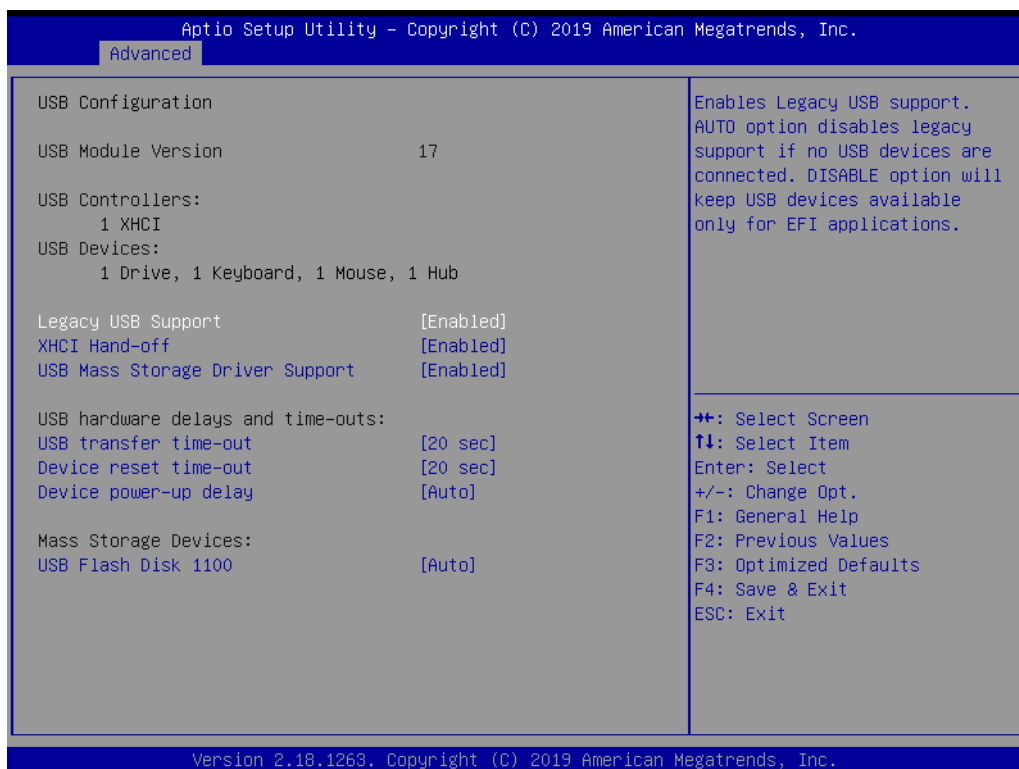 Aptio Setup Utility – Copyright (C) 2019 American Megatrends, Inc.
Advanced
USB Configuration
USB Module Version 17
USB Controllers:
1 XHCI
USB Devices:
1 Drive, 1 Keyboard, 1 Mouse, 1 Hub
Legacy USB Support [Enabled]
XHCI Hand-off [Enabled]
USB Mass Storage Driver Support [Enabled]
USB hardware delays and time-outs:
USB transfer time-out [20 sec]
Device reset time-out [20 sec]
Device power-up delay [Auto]
Mass Storage Devices:
USB Flash Disk 1100 [Auto]
Enables Legacy USB support.
AUTO option disables legacy
support if no USB devices are
connected. DISABLE option will
keep USB devices available
only for EFI applications.
→←: Select Screen
↑↓: Select Item
Enter: Select
+/-: Change Opt.
F1: General Help
F2: Previous Values
F3: Optimized Defaults
F4: Save & Exit
ESC: Exit
Version 2.18.1263. Copyright (C) 2019 American Megatrends, Inc.